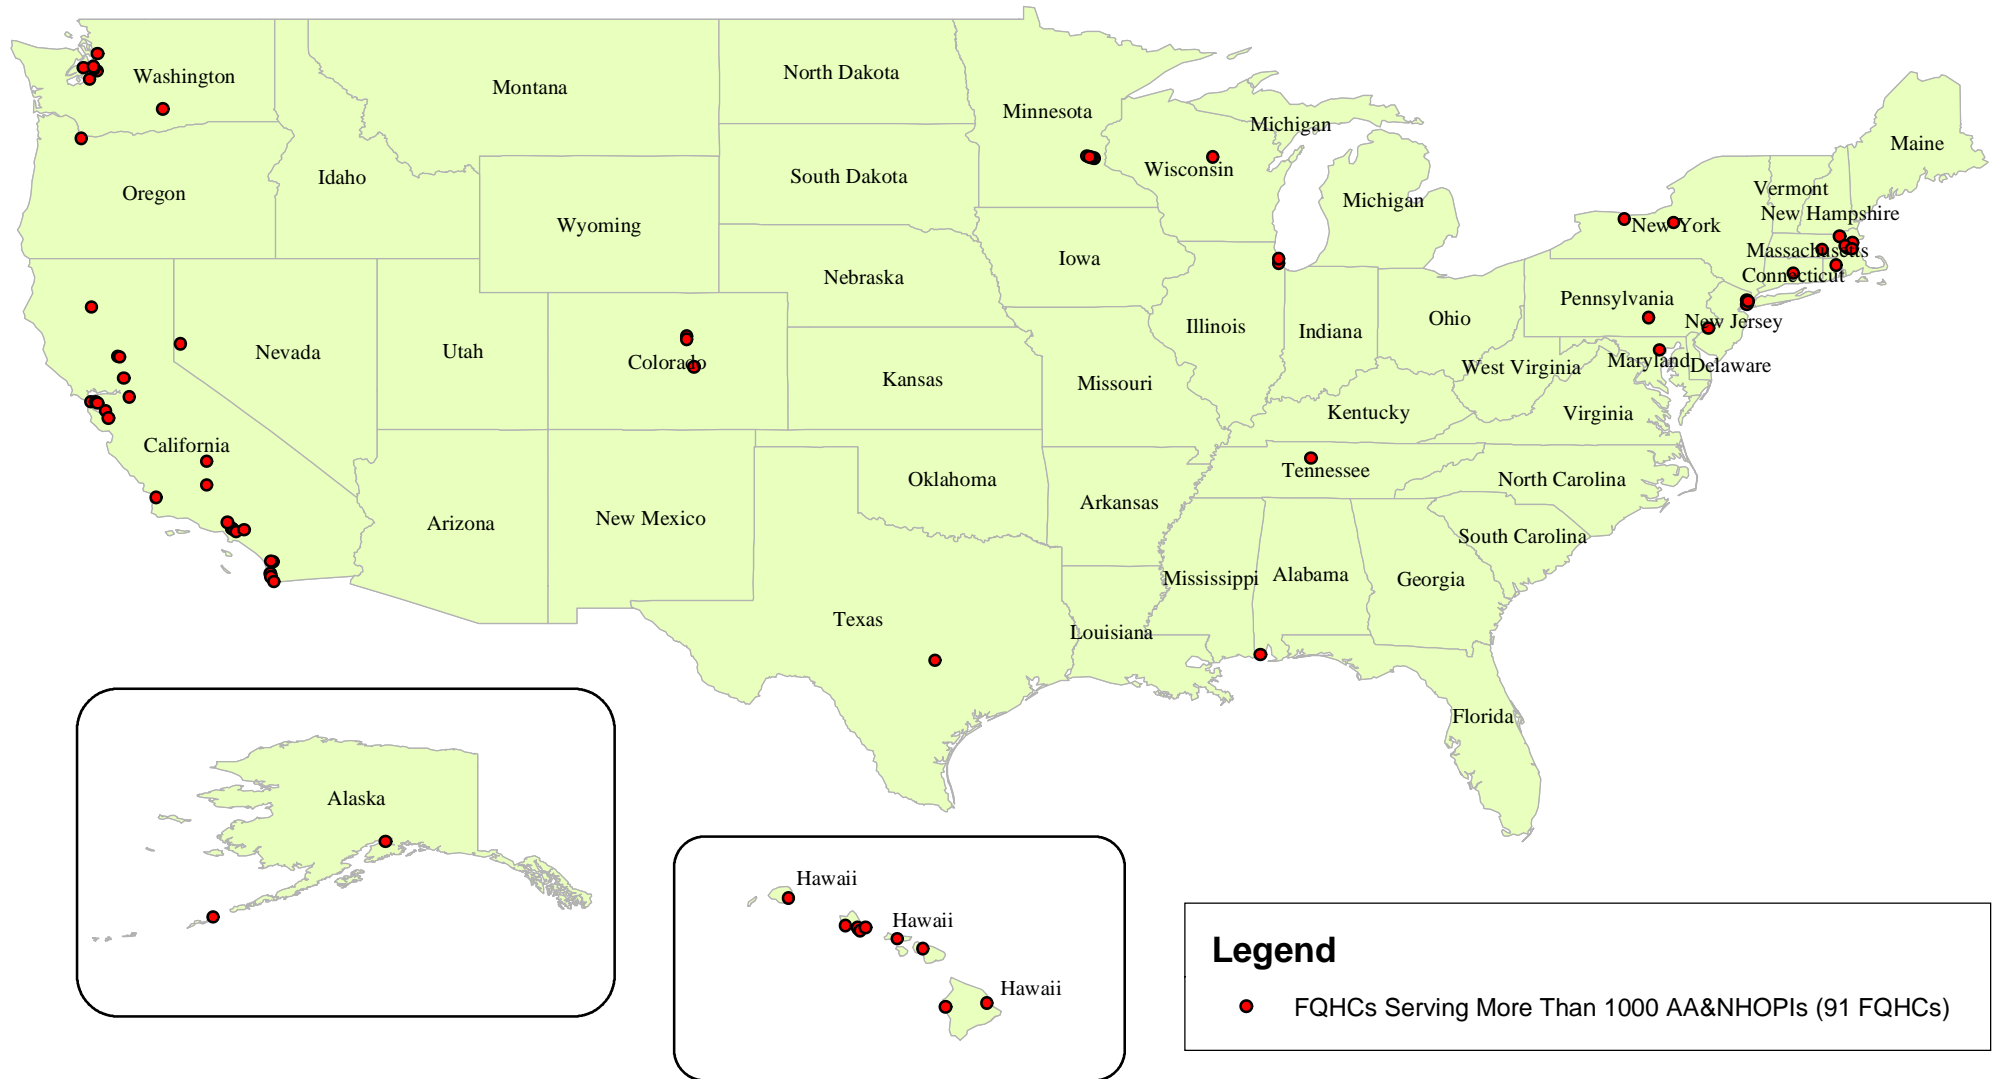 Washington
Montana
North Dakota
Minnesota
Michigan
Maine
Oregon
Idaho
South Dakota
Wisconsin
Michigan
Vermont
New Hampshire
Wyoming
New York
Massachusetts
Iowa
Nebraska
Connecticut
Pennsylvania
Nevada
Utah
Colorado
Illinois
Indiana
Ohio
New Jersey
Kansas
Missouri
West Virginia
Maryland
Delaware
Kentucky
Virginia
California
Tennessee
North Carolina
Oklahoma
Arkansas
Arizona
New Mexico
South Carolina
Mississippi
Alabama
Georgia
Texas
Louisiana
Florida
Alaska
Hawaii
Hawaii
Hawaii
Legend
FQHCs Serving More Than 1000 AA&NHOPIs (91 FQHCs)